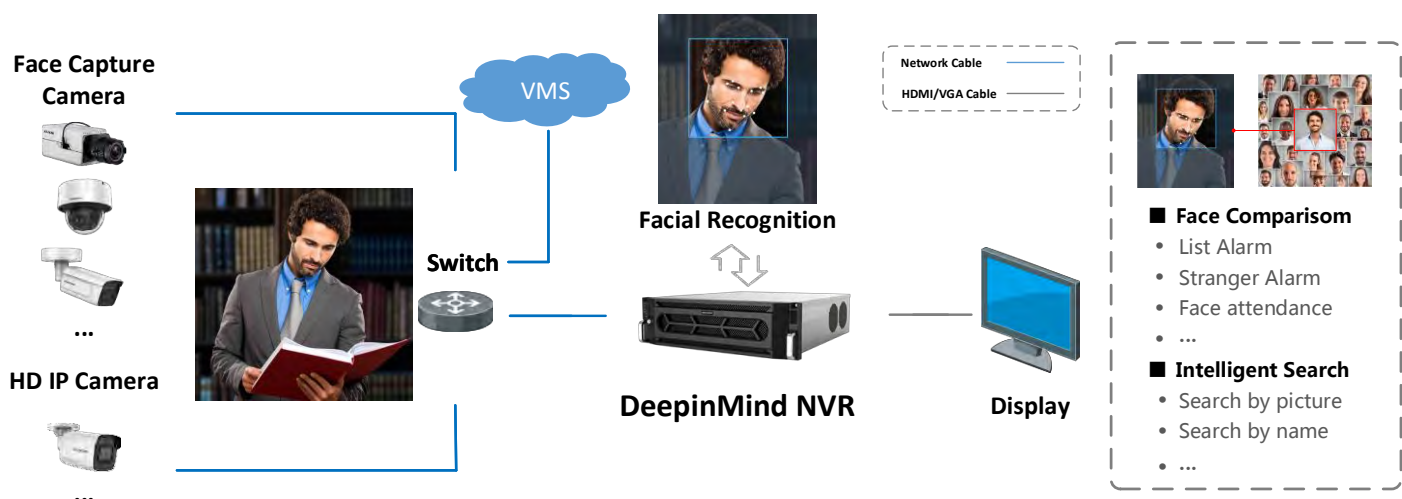 Face Capture
Camera
...
HD IP Camera
...
VMS
Switch
Facial Recognition
DeepinMind NVR
Display
Network Cable
HDMI/VGA Cable
■ Face Comparisom
• List Alarm
• Stranger Alarm
• Face attendance
• ...
■ Intelligent Search
• Search by picture
• Search by name
• ...